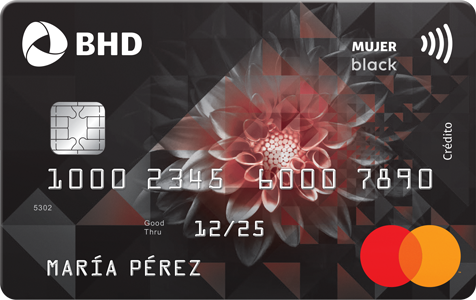 BHD
MUJER
black
Crédito
1000 2345 6000 7890
5302
Good
Thru
12/25
MARÍA PÉREZ